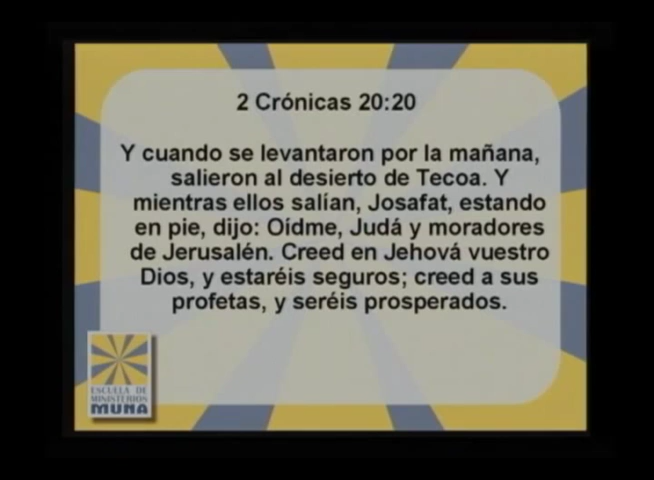 2 Crónicas 20:20
Y cuando se levantaron por la mañana,
salieron al desierto de Tecoa. Y
mientras ellos salían, Josafat, estando
en pie, dijo: Oídme, Judá y moradores
de Jerusalén. Creed en Jehová vuestro
Dios, y estaréis seguros; creed a sus
profetas, y seréis prosperados.
ESCUELA DE
MINISTERIOS
MUNA